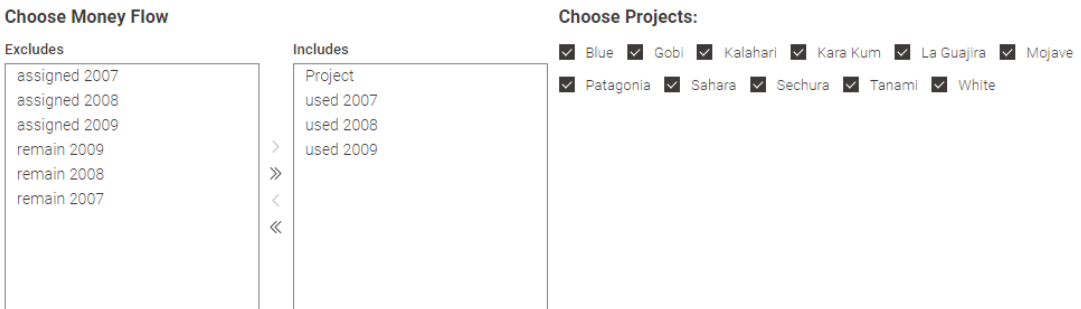 Choose Money Flow
Excludes
assigned 2007
assigned 2008
assigned 2009
remain 2009
remain 2008
remain 2007
Includes
Project
used 2007
used 2008
used 2009
Choose Projects:
Blue Gobi Kalahari Kara Kum La Guajira Mojave
Patagonia Sahara Sechura Tanami White